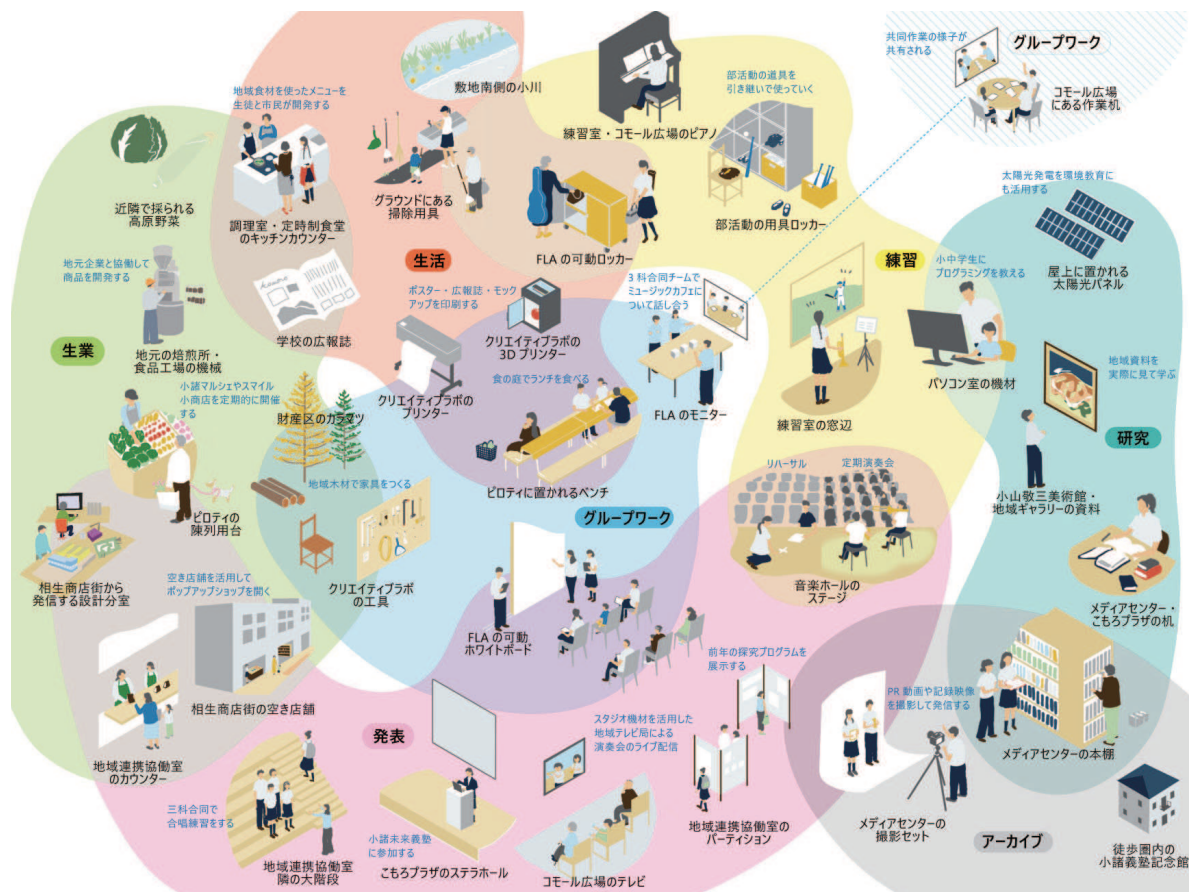 共同作業の様子が
共有される
グループワーク
コモール広場
にある作業机
敷地南側の小川
地域食材を使ったメニューを
生徒と市民が開発する
練習室・コモール広場のピアノ
部活動の道具を
引き継いで使っていく
近隣で採られる
高原野菜
調理室・定時制食堂
のキッチンカウンター
グラウンドにある
掃除用具
FLAの可動ロッカー
部活動の用具ロッカー
太陽光発電を環境教育に
も活用する
屋上に置かれる
太陽光パネル
地元企業と協働して
商品を開発する
生活
練習
小中学生に
プログラミングを教える
ポスター・広報誌・モック
アップを印刷する
3科合同チームで
ミュージックカフェに
ついて話し合う
生業
地元の焙煎所・
食品工場の機械
学校の広報誌
クリエイティブラボの
3Dプリンター
パソコン室の機材
地域資料を
実際に見て学ぶ
小諸マルシェやスマイル
小商店を定期的に開催
する
財産区のカラマツ
クリエイティブラボの
プリンター
食の庭でランチを食べる
FLAのモニター
練習室の窓辺
研究
リハーサル
定期演奏会
地域木材で家具をつくる
ピロティに置かれるベンチ
小山敬三美術館・
地域ギャラリーの資料
ピロティの
陳列用台
グループワーク
相生商店街から
発信する設計分室
空き店舗を活用して
ポップアップショップを開く
クリエイティブラボ
の工具
音楽ホールの
ステージ
メディアセンター・
こもろプラザの机
FLAの可動
ホワイトボード
前年の探究プログラムを
展示する
相生商店街の空き店舗
PR動画や記録映像
を撮影して発信する
発表
スタジオ機材を活用した
地域テレビ局による
演奏会のライブ配信
地域連携協働室
のカウンター
メディアセンターの本棚
三科合同で
合唱練習をする
小諸未来義塾
に参加する
地域連携協働室の
パーティション
メディアセンターの
撮影セット
アーカイブ
徒歩圏内の
小諸義塾記念館
地域連携協働室
隣の大階段
こもろプラザのステラホール
コモール広場のテレビ